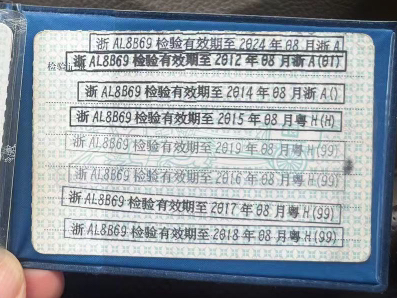 浙 AL8B69 检验有效期至 2024 年 08 月浙 A
浙 AL8B69 检验有效期至 2012 年 08 月浙 A(01)
检验
浙 AL8B69 检验有效期至 2014 年 08 月浙 A()
浙 AL8B69 检验有效期至 2015 年 08 月粤 H(H)
浙 AL8B69 检验有效期至 2019 年 08 月粤 H(99)
浙 AL8B69 检验有效期至 2016 年 08 月粤 H(99)
浙 AL8B69 检验有效期至 2017 年 08 月粤 H(99)
浙 AL8B69 检验有效期至 2018 年 08 月粤 H(99)